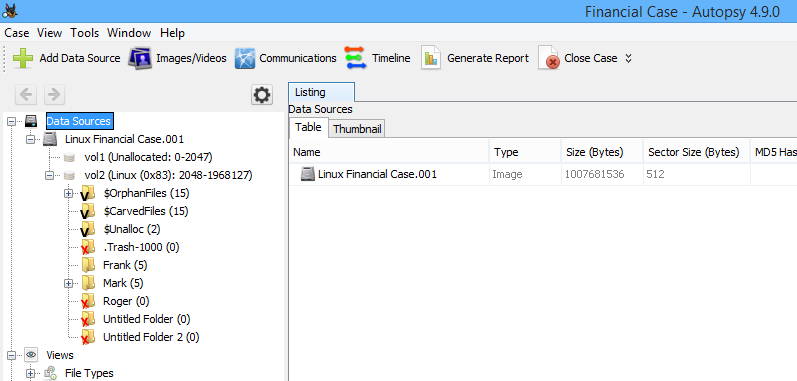 Financial Case - Autopsy 4.9.0
Case View Tools Window Help
Add Data Source Images/Videos Communications Timeline Generate Report Close Case
Data Sources
Linux Financial Case.001
vol1 (Unallocated: 0-2047)
vol2 (Linux (0x83): 2048-1968127)
$OrphanFiles (15)
$CarvedFiles (15)
$Unalloc (2)
.Trash-1000 (0)
Frank (5)
Mark (5)
Roger (0)
Untitled Folder (0)
Untitled Folder 2 (0)
Views
File Types
Listing
Data Sources
Table Thumbnail
Name Type Size (Bytes) Sector Size (Bytes) MD5 Has
Linux Financial Case.001 Image 1007681536 512